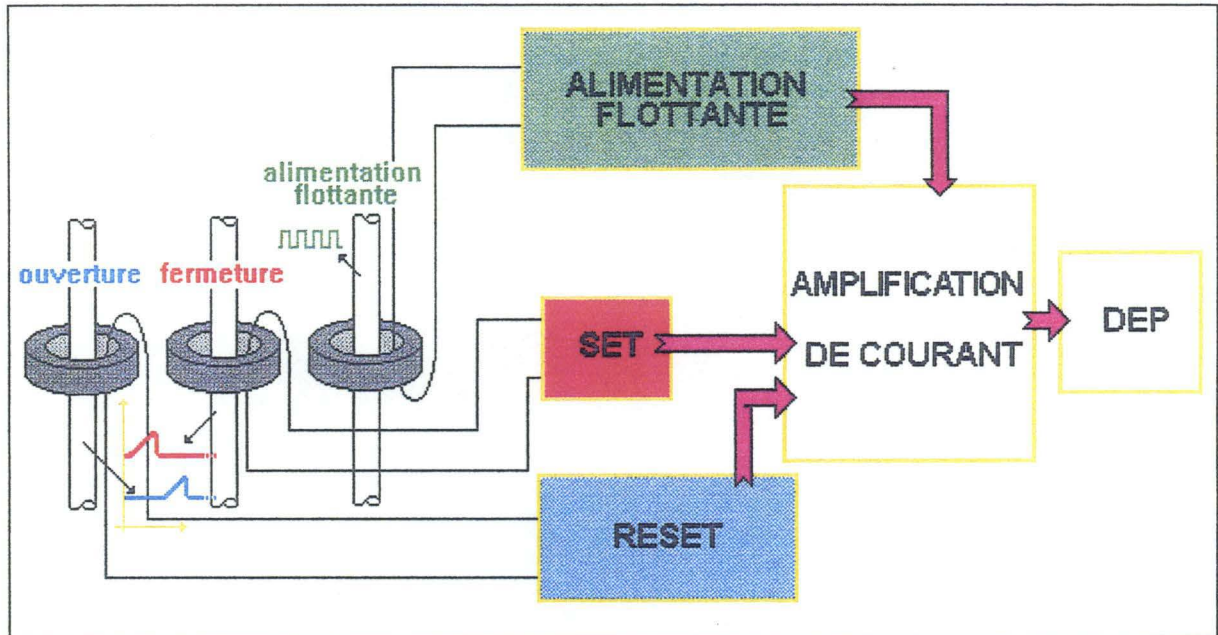 ALIMENTATION
FLOTTANTE
alimentation
flottante
ouverture
fermeture
SET
AMPLIFICATION
DE COURANT
DEP
RESET